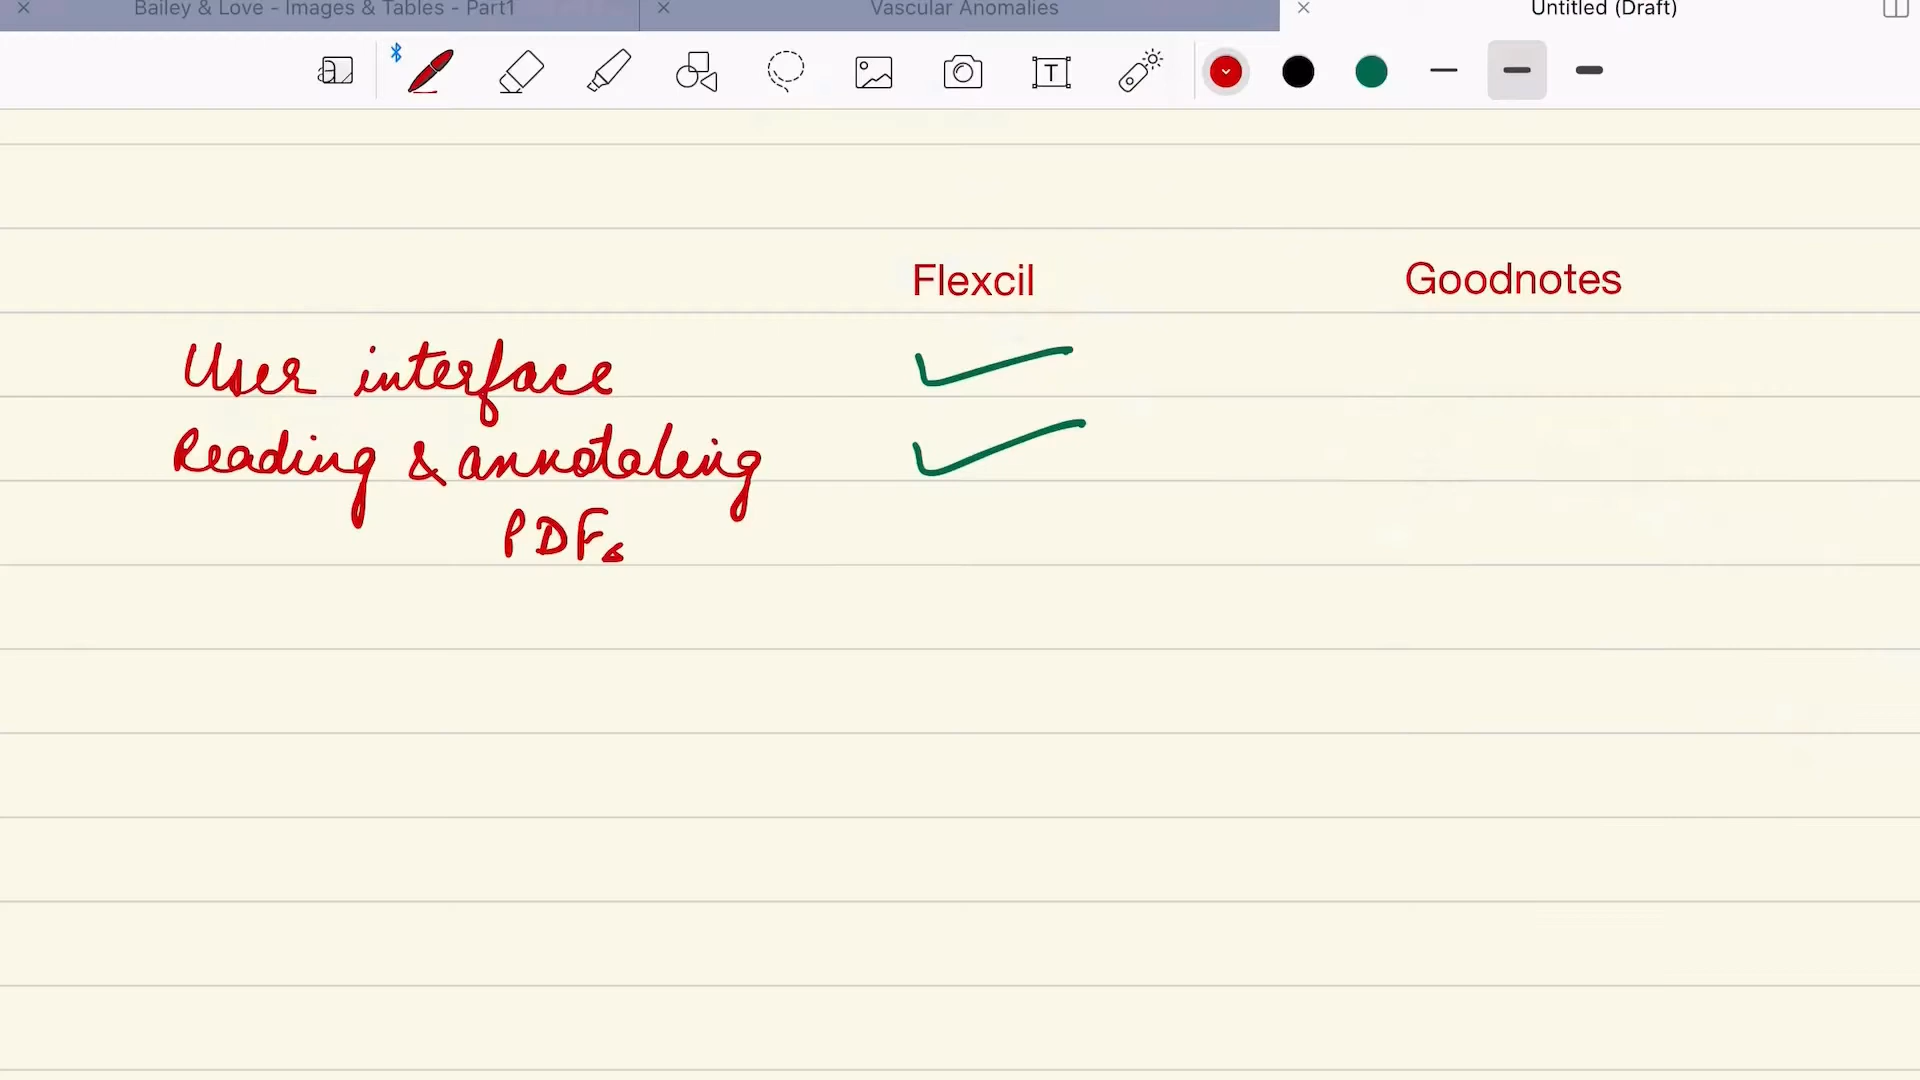 Bailey & Love - Images & Tables - Part1
Vascular Anomalies
Untitled (Draft)
Flexcil
Goodnotes
User interface
Reading & annotating
PDFs